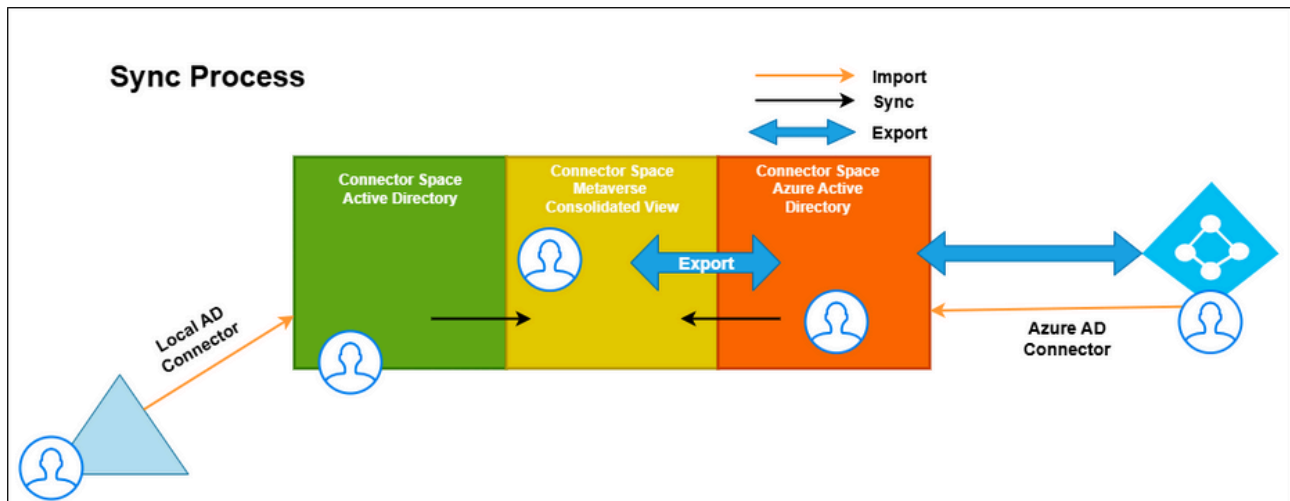 Sync Process
Import
Sync
Export
Connector Space
Active Directory
Connector Space
Metaverse
Consolidated View
Connector Space
Azure Active
Directory
Export
Local AD
Connector
Azure AD
Connector